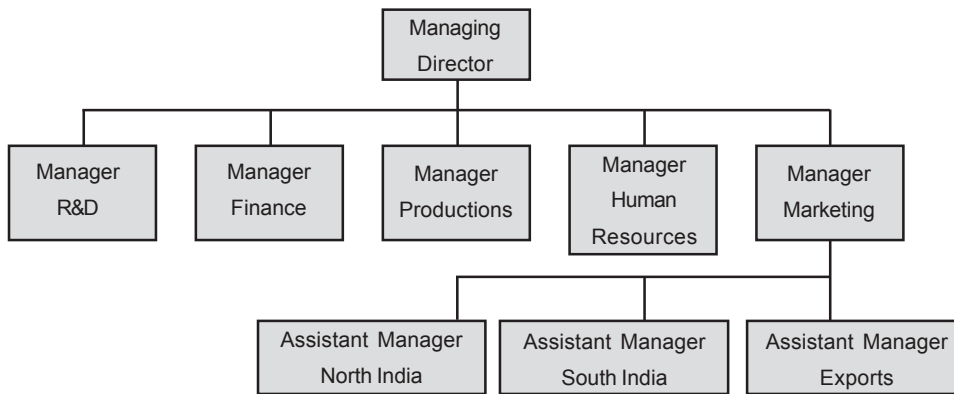 Managing
Director
Manager
R&D
Manager
Finance
Manager
Productions
Manager
Human
Resources
Manager
Marketing
Assistant Manager
North India
Assistant Manager
South India
Assistant Manager
Exports